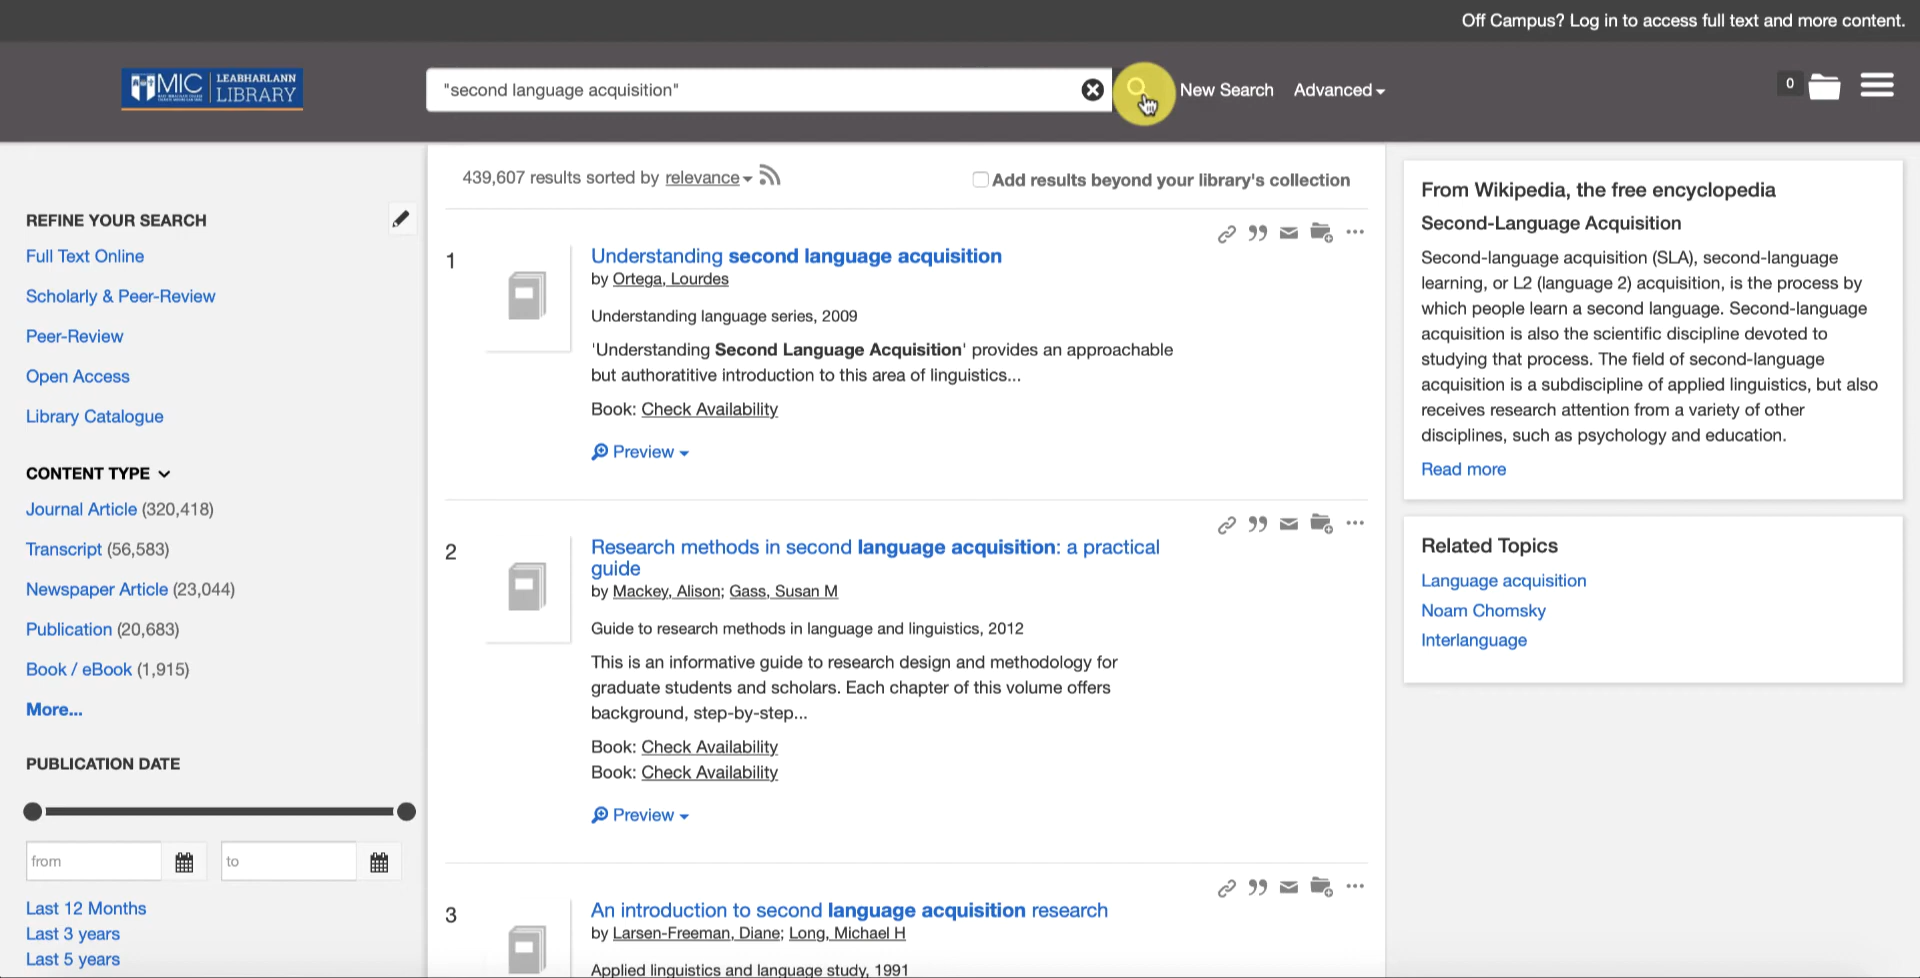 Off Campus? Log in to access full text and more content.
MIC LEABHARLANN
LIBRARY
"second language acquisition"
New Search
Advanced
0
439,607 results sorted by relevance
Add results beyond your library's collection
REFINE YOUR SEARCH
Full Text Online
Scholarly & Peer-Review
Peer-Review
Open Access
Library Catalogue
CONTENT TYPE
Journal Article (320,418)
Transcript (56,583)
Newspaper Article (23,044)
Publication (20,683)
Book / eBook (1,915)
More...
PUBLICATION DATE
from
to
Last 12 Months
Last 3 years
Last 5 years
1
Understanding second language acquisition
by Ortega, Lourdes
Understanding language series, 2009
'Understanding Second Language Acquisition' provides an approachable
but authoritative introduction to this area of linguistics...
Book: Check Availability
Preview
2
Research methods in second language acquisition: a practical
guide
by Mackey, Alison; Gass, Susan M
Guide to research methods in language and linguistics, 2012
This is an informative guide to research design and methodology for
graduate students and scholars. Each chapter of this volume offers
background, step-by-step...
Book: Check Availability
Book: Check Availability
Preview
3
An introduction to second language acquisition research
by Larsen-Freeman, Diane; Long, Michael H
Applied linguistics and language study, 1991
From Wikipedia, the free encyclopedia
Second-Language Acquisition
Second-language acquisition (SLA), second-language
learning, or L2 (language 2) acquisition, is the process by
which people learn a second language. Second-language
acquisition is also the scientific discipline devoted to
studying that process. The field of second-language
acquisition is a subdiscipline of applied linguistics, but also
receives research attention from a variety of other
disciplines, such as psychology and education.
Read more
Related Topics
Language acquisition
Noam Chomsky
Interlanguage